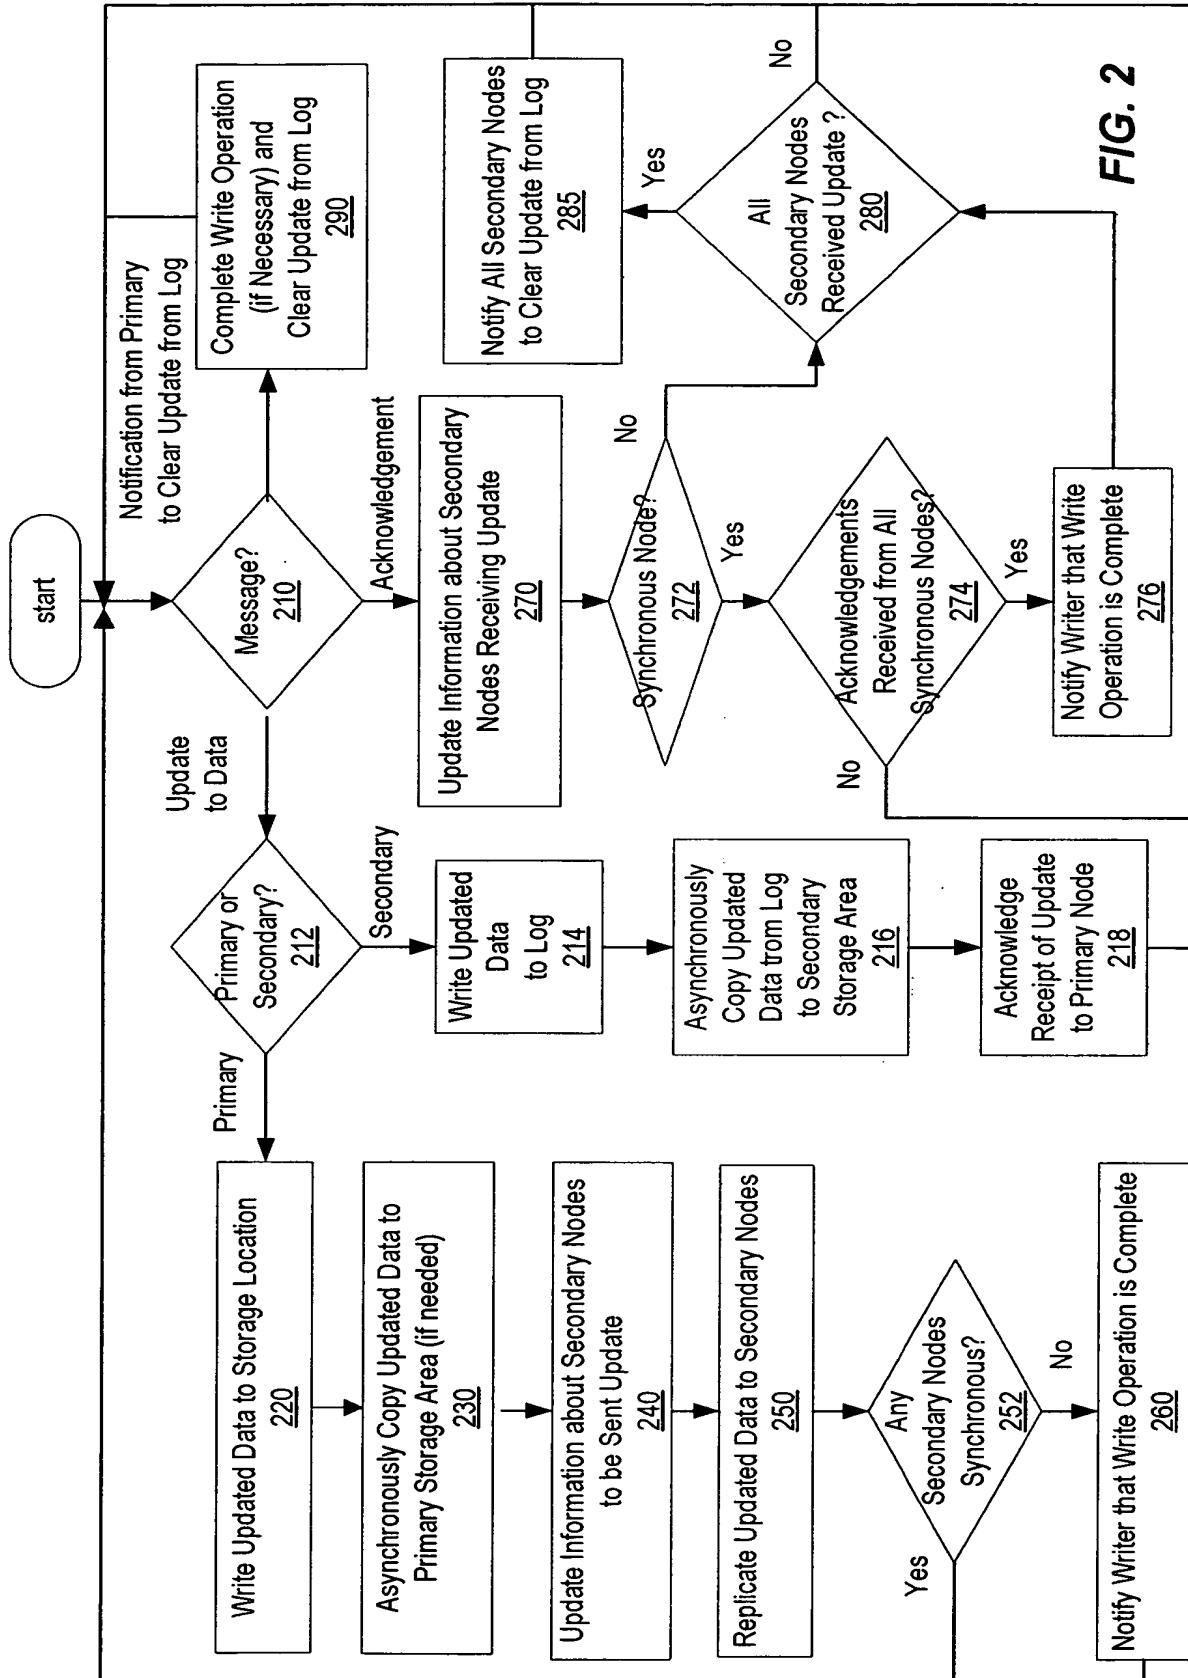 start
Message?
210
Notification from Primary
to Clear Update from Log
Complete Write Operation
(if Necessary) and
Clear Update from Log
290
Acknowledgement
Update Information about Secondary
Nodes Receiving Update
270
Synchronous Node?
272
No
Yes
Acknowledgements
Received from All
Synchronous Nodes?
274
No
Yes
Notify Writer that Write
Operation is Complete
276
All
Secondary Nodes
Received Update ?
280
No
Yes
Notify All Secondary Nodes
to Clear Update from Log
285
Update
to Data
Primary or
Secondary?
212
Secondary
Write Updated
Data
to Log
214
Asynchronously
Copy Updated
Data from Log
to Secondary
Storage Area
216
Acknowledge
Receipt of Update
to Primary Node
218
Primary
Write Updated Data to Storage Location
220
Asynchronously Copy Updated Data to
Primary Storage Area (if needed)
230
Update Information about Secondary Nodes
to be Sent Update
240
Replicate Updated Data to Secondary Nodes
250
Any
Secondary Nodes
Synchronous?
252
Yes
No
Notify Writer that Write Operation is Complete
260
FIG. 2